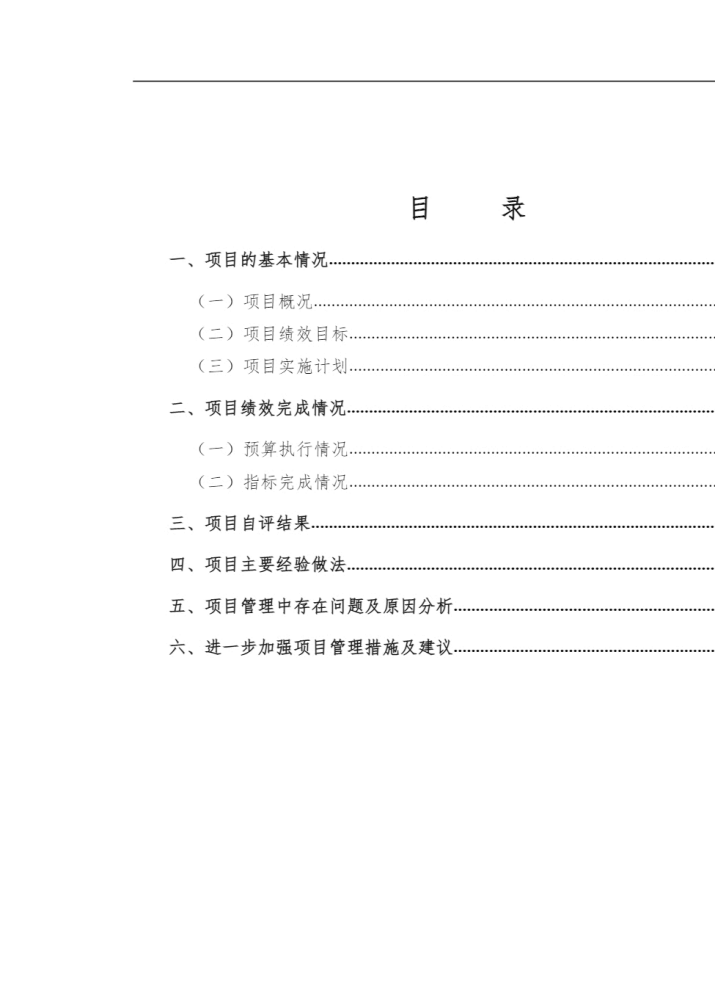 目 录
一、项目的基本情况........................................................................................
（一）项目概况........................................................................................
（二）项目绩效目标................................................................................
（三）项目实施计划................................................................................
二、项目绩效完成情况....................................................................................
（一）预算执行情况................................................................................
（二）指标完成情况................................................................................
三、项目自评结果............................................................................................
四、项目主要经验做法....................................................................................
五、项目管理中存在问题及原因分析............................................................
六、进一步加强项目管理措施及建议............................................................